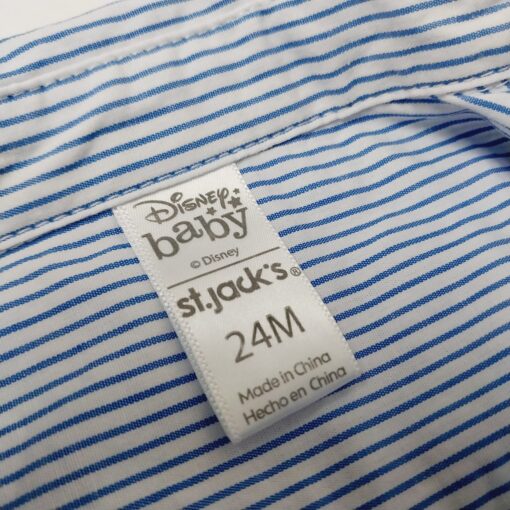 Disney
baby
© Disney
st.jack's®
24M
Made in China
Hecho en China